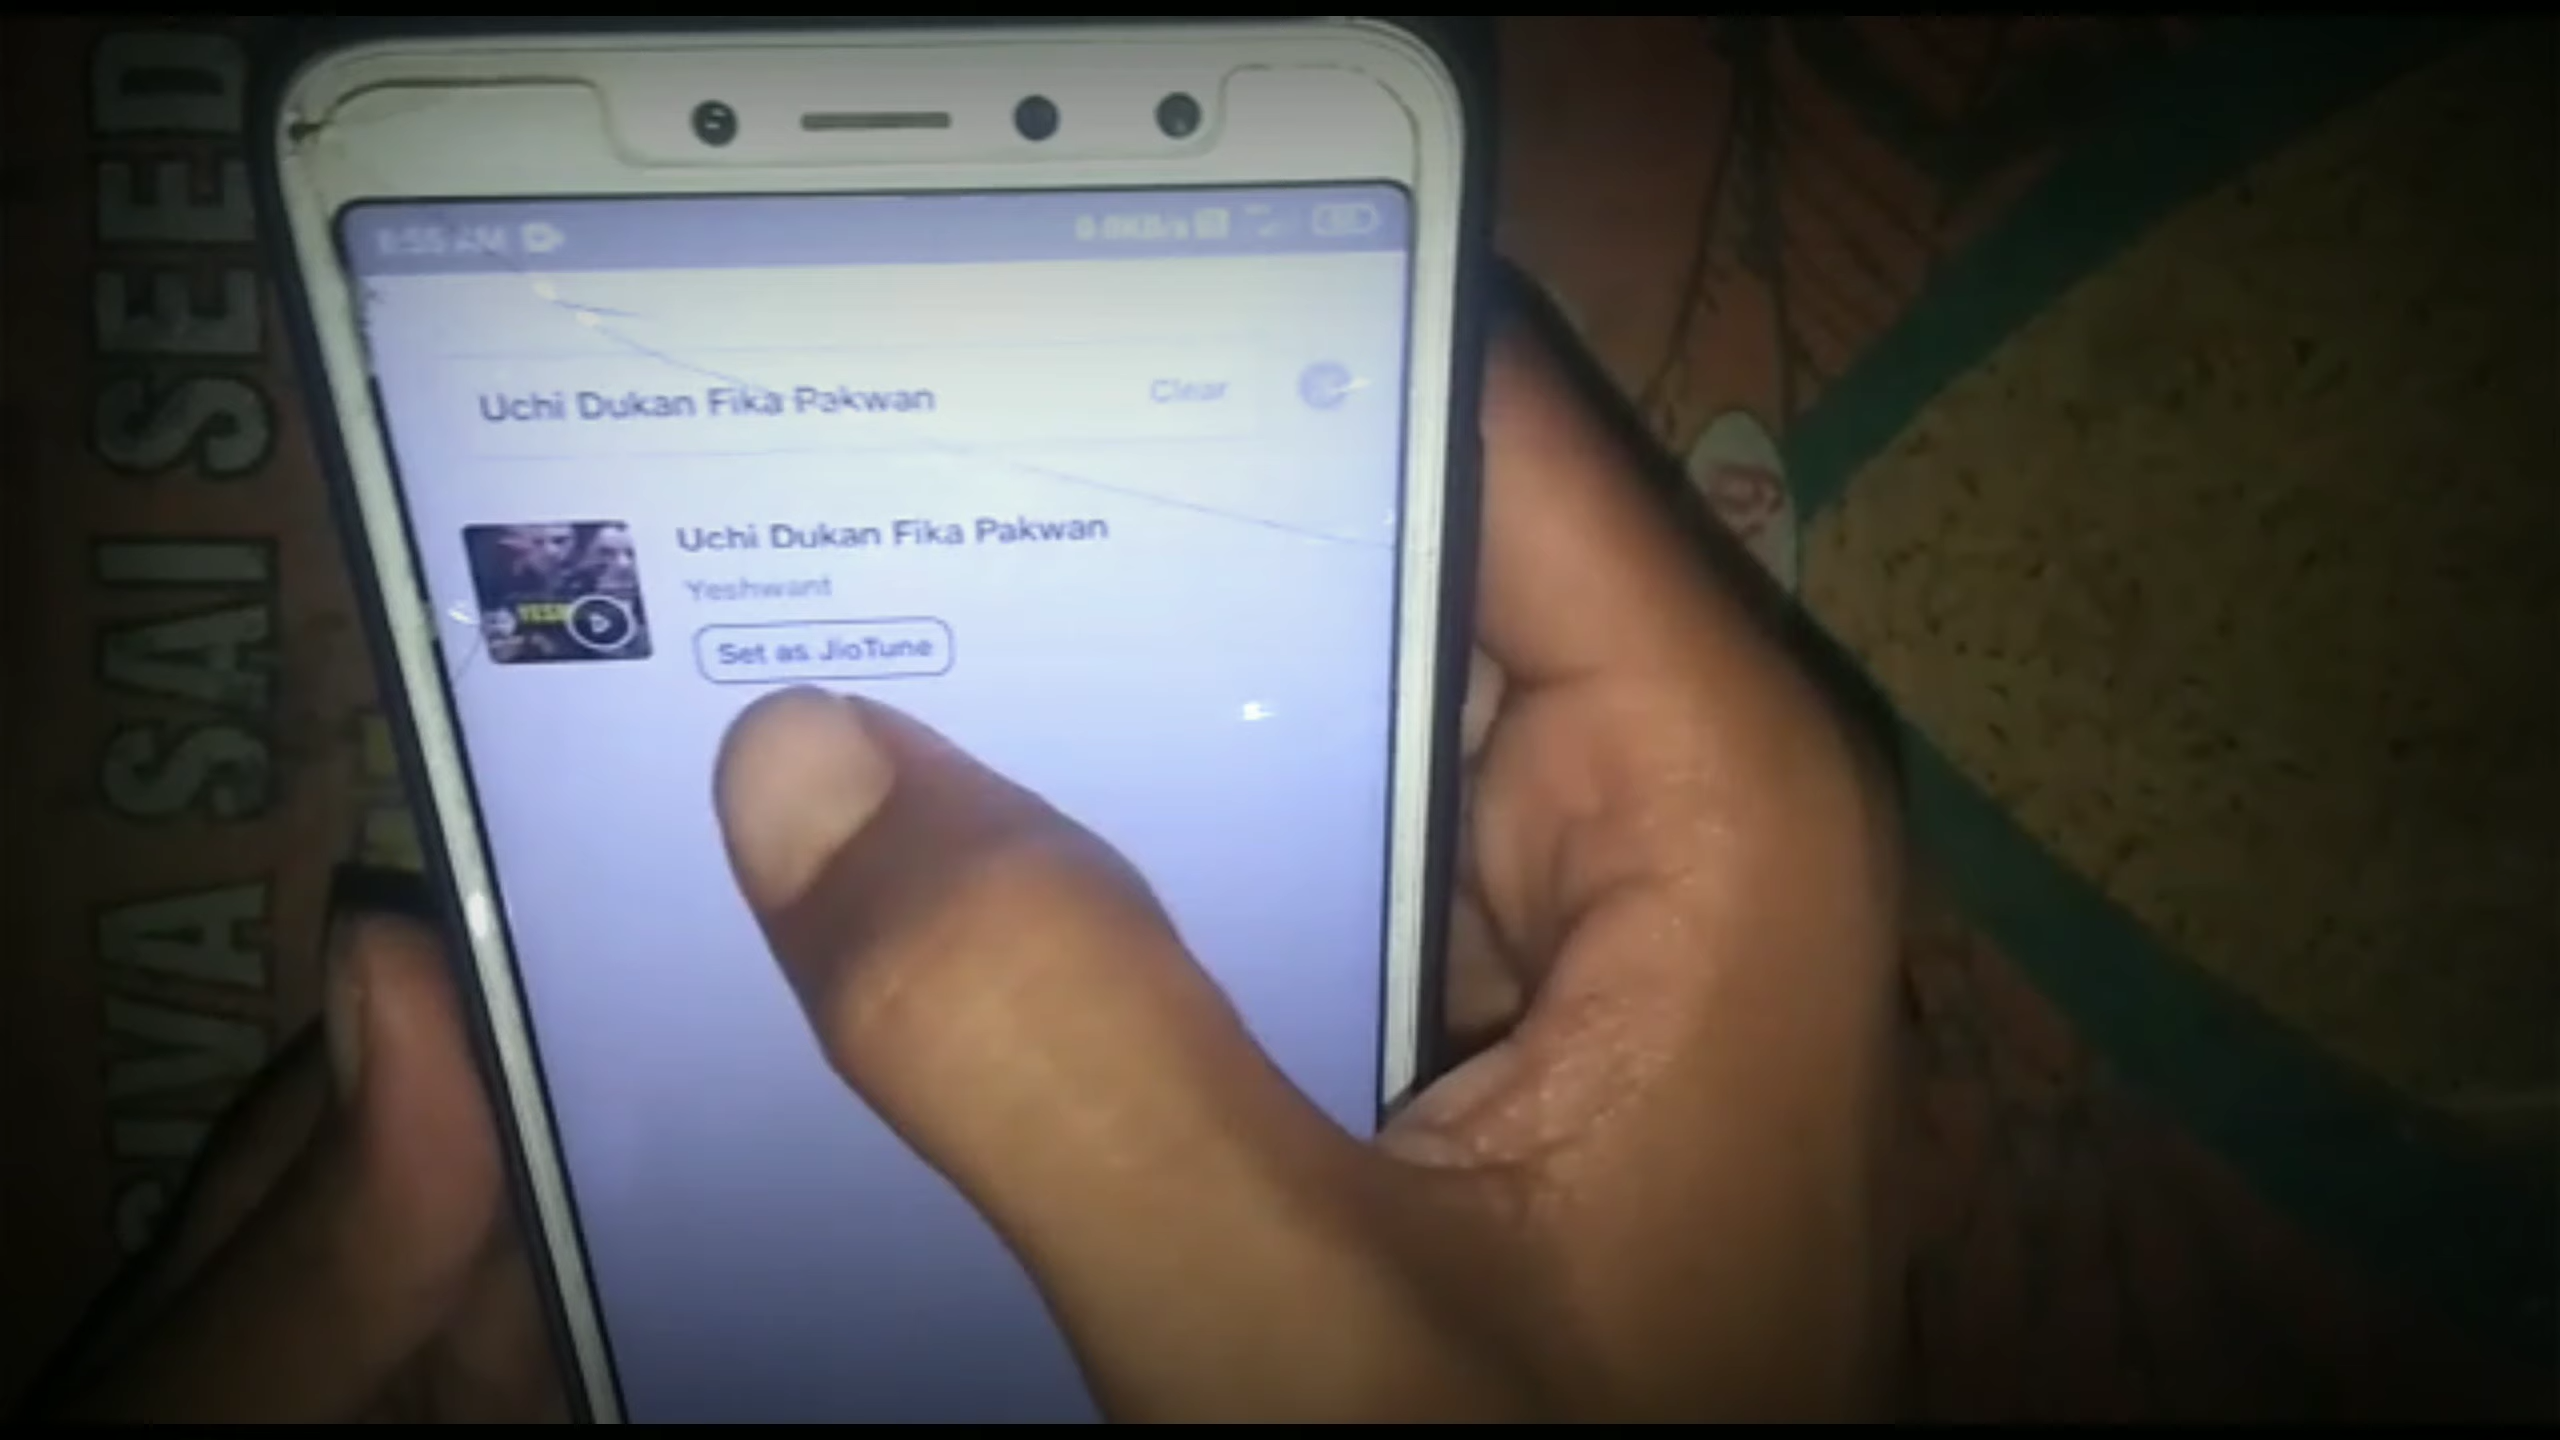 SIVA SAI SEED
8:55 AM
0.0KB/s
Uchi Dukan Fika Pakwan
Clear
Uchi Dukan Fika Pakwan
Yeshwant
Set as JioTune